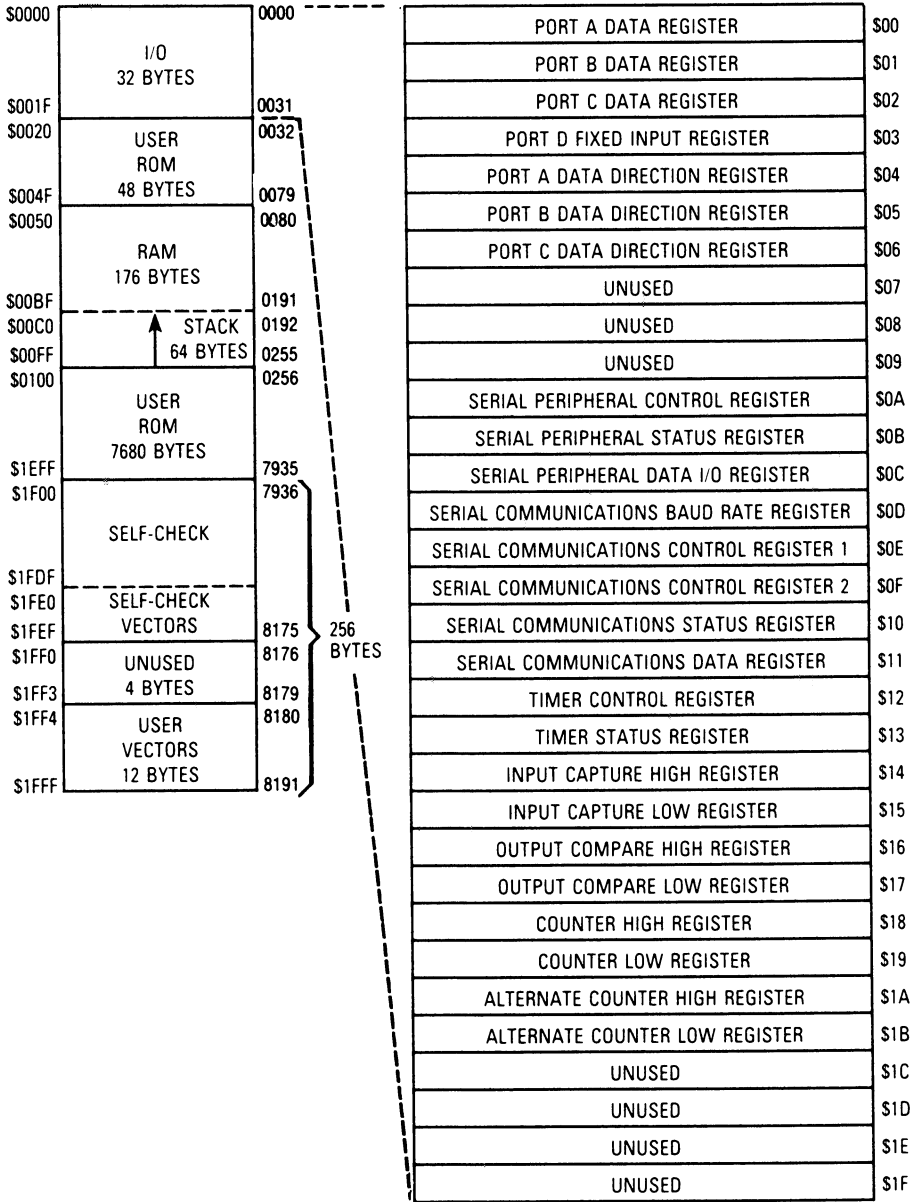 $0000 0000
I/O
32 BYTES
$001F 0031
$0020 0032
USER
ROM
48 BYTES
$004F 0079
$0050 0080
RAM
176 BYTES
$00BF 0191
$00C0 STACK 0192
$00FF 64 BYTES 0255
$0100 0256
USER
ROM
7680 BYTES
$1EFF 7935
$1F00 7936
SELF-CHECK
$1FDF
$1FE0 SELF-CHECK
VECTORS
$1FEF 8175
$1FF0 8176
UNUSED
4 BYTES
$1FF3 8179
$1FF4 8180
USER
VECTORS
12 BYTES
$1FFF 8191
256
BYTES
PORT A DATA REGISTER $00
PORT B DATA REGISTER $01
PORT C DATA REGISTER $02
PORT D FIXED INPUT REGISTER $03
PORT A DATA DIRECTION REGISTER $04
PORT B DATA DIRECTION REGISTER $05
PORT C DATA DIRECTION REGISTER $06
UNUSED $07
UNUSED $08
UNUSED $09
SERIAL PERIPHERAL CONTROL REGISTER $0A
SERIAL PERIPHERAL STATUS REGISTER $0B
SERIAL PERIPHERAL DATA I/O REGISTER $0C
SERIAL COMMUNICATIONS BAUD RATE REGISTER $0D
SERIAL COMMUNICATIONS CONTROL REGISTER 1 $0E
SERIAL COMMUNICATIONS CONTROL REGISTER 2 $0F
SERIAL COMMUNICATIONS STATUS REGISTER $10
SERIAL COMMUNICATIONS DATA REGISTER $11
TIMER CONTROL REGISTER $12
TIMER STATUS REGISTER $13
INPUT CAPTURE HIGH REGISTER $14
INPUT CAPTURE LOW REGISTER $15
OUTPUT COMPARE HIGH REGISTER $16
OUTPUT COMPARE LOW REGISTER $17
COUNTER HIGH REGISTER $18
COUNTER LOW REGISTER $19
ALTERNATE COUNTER HIGH REGISTER $1A
ALTERNATE COUNTER LOW REGISTER $1B
UNUSED $1C
UNUSED $1D
UNUSED $1E
UNUSED $1F